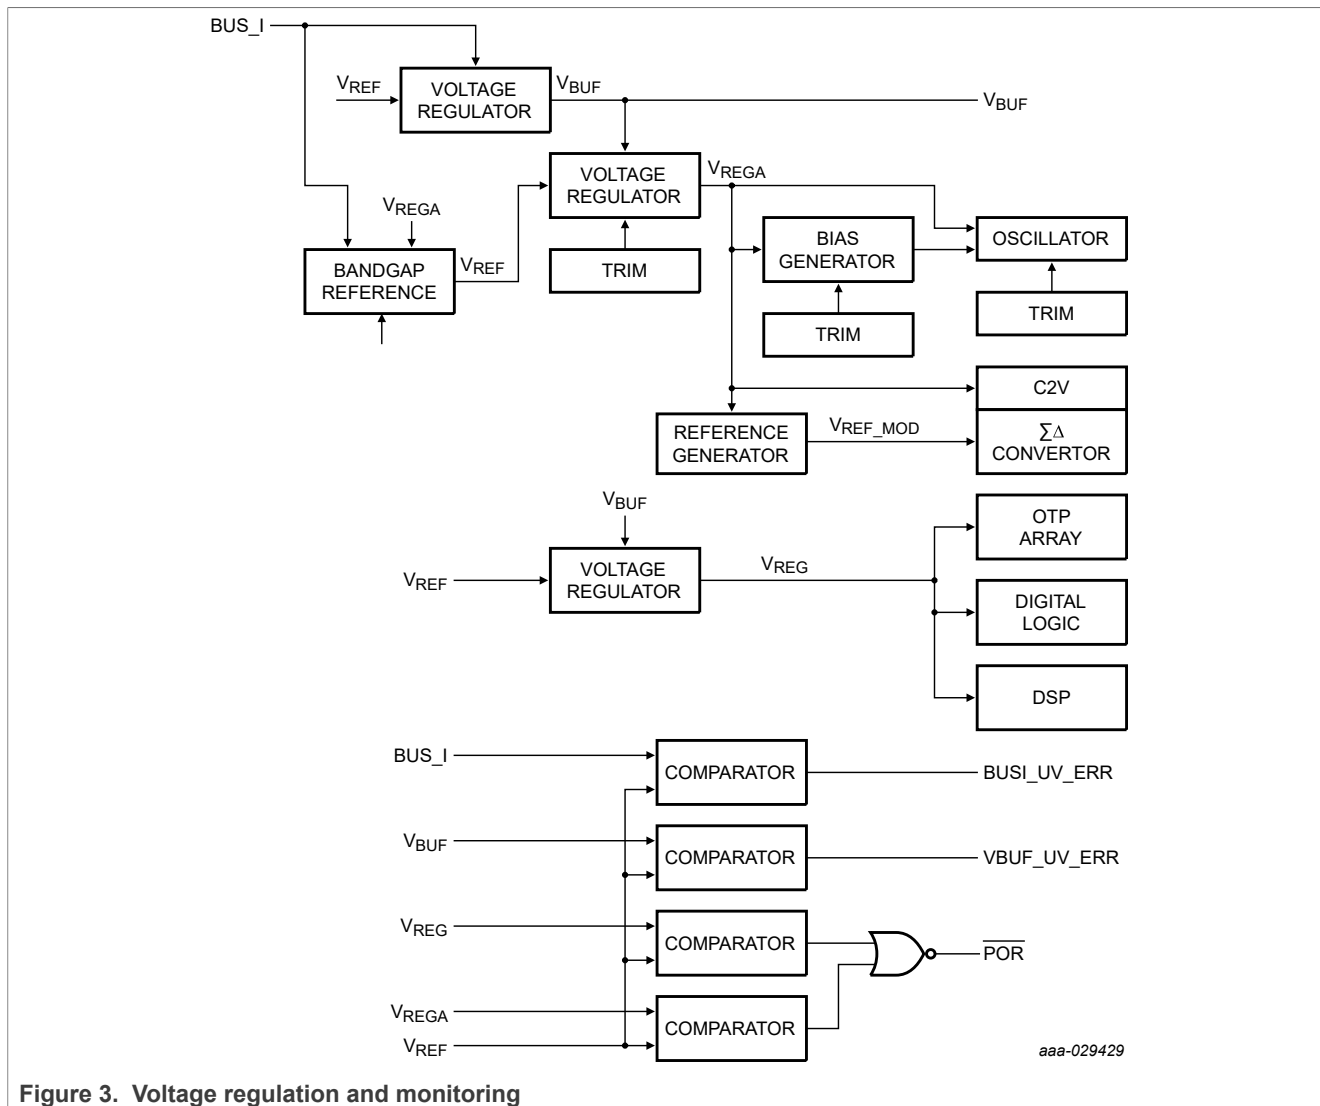 BUS_I
VREF
VOLTAGE
REGULATOR
VBUF
VBUF
VOLTAGE
REGULATOR
VREGA
VREGA
BANDGAP
REFERENCE
VREF
TRIM
BIAS
GENERATOR
OSCILLATOR
TRIM
TRIM
C2V
REFERENCE
GENERATOR
VREF_MOD
∑∆
CONVERTOR
VBUF
VREF
VOLTAGE
REGULATOR
VREG
OTP
ARRAY
DIGITAL
LOGIC
DSP
BUS_I
COMPARATOR
BUSI_UV_ERR
VBUF
COMPARATOR
VBUF_UV_ERR
VREG
COMPARATOR
POR
VREGA
VREF
COMPARATOR
aaa-029429
Figure 3. Voltage regulation and monitoring